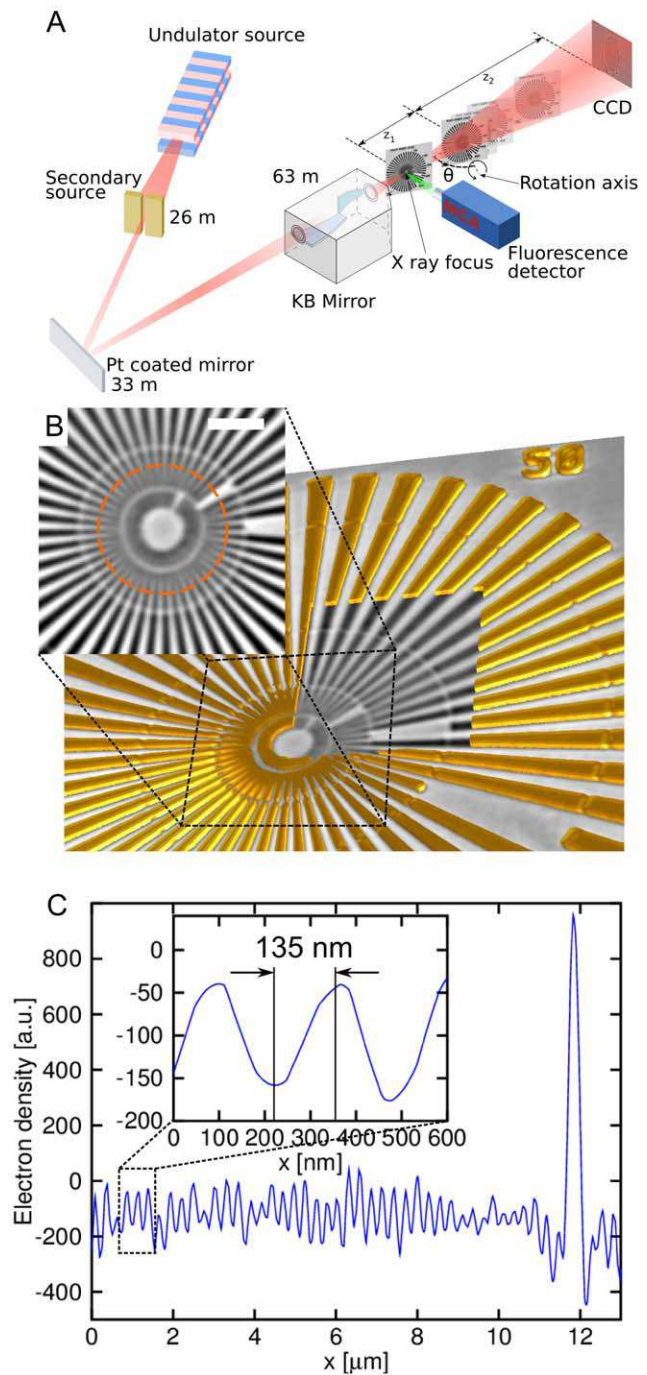 A
Undulator source
Secondary
source
26 m
Pt coated mirror
33 m
63 m
KB Mirror
z1
z2
CCD
θ
Rotation axis
MCA
X ray focus
Fluorescence
detector
B
50
C
Electron density [a.u.]
800
600
400
200
0
-200
-400
0 2 4 6 8 10 12
x [μm]
135 nm
0
-50
-100
-150
-200
0 100 200 300 400 500 600
x [nm]